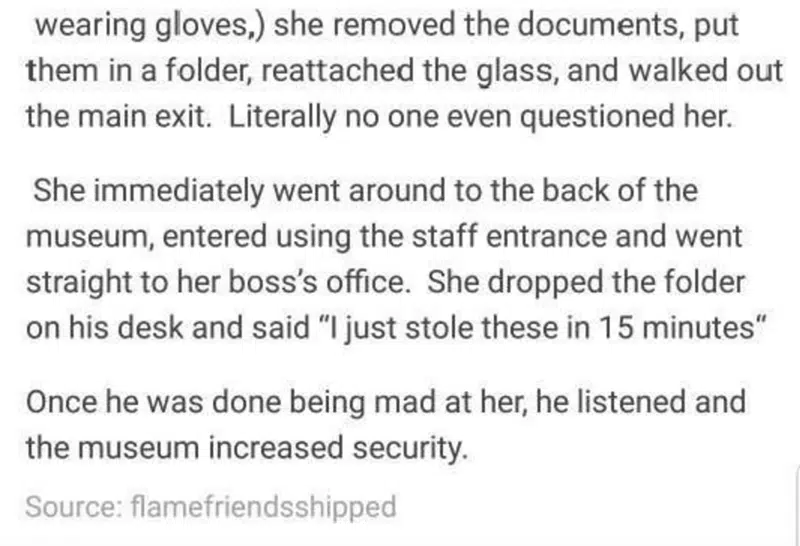 wearing gloves,) she removed the documents, put
them in a folder, reattached the glass, and walked out
the main exit.  Literally no one even questioned her.
She immediately went around to the back of the
museum, entered using the staff entrance and went
straight to her boss's office.  She dropped the folder
on his desk and said "I just stole these in 15 minutes"
Once he was done being mad at her, he listened and
the museum increased security.
Source: flamefriendsshipped